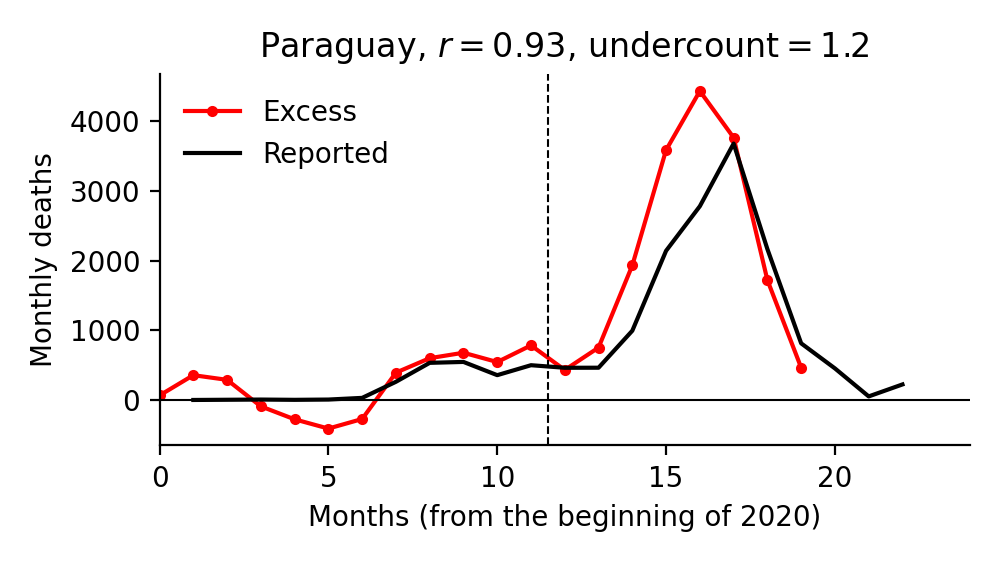 Paraguay, r = 0.93, undercount = 1.2
Excess
Reported
Monthly deaths
4000
3000
2000
1000
0
0 5 10 15 20
Months (from the beginning of 2020)